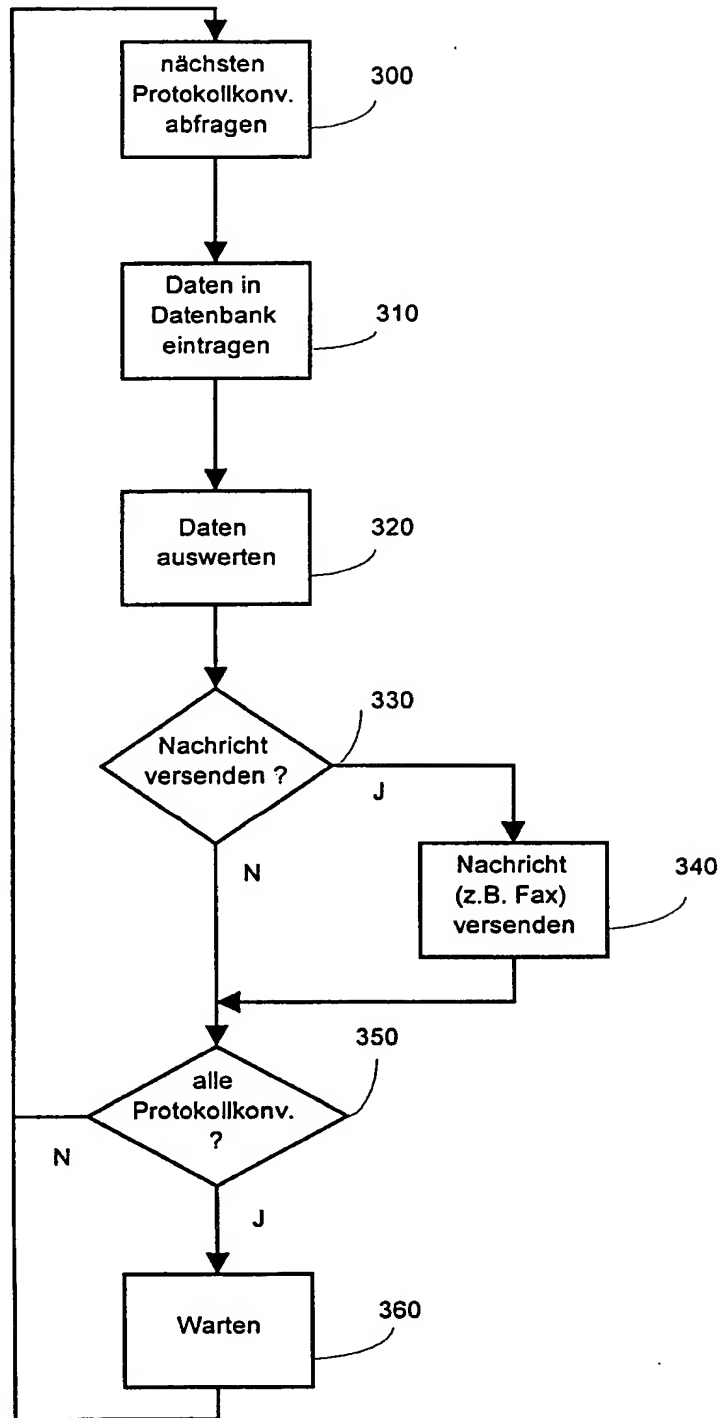 nächsten
Protokollkonv.
abfragen
300
Daten in
Datenbank
eintragen
310
Daten
auswerten
320
Nachricht
versenden ?
330
J
N
Nachricht
(z.B. Fax)
versenden
340
alle
Protokollkonv.
?
350
N
J
Warten
360